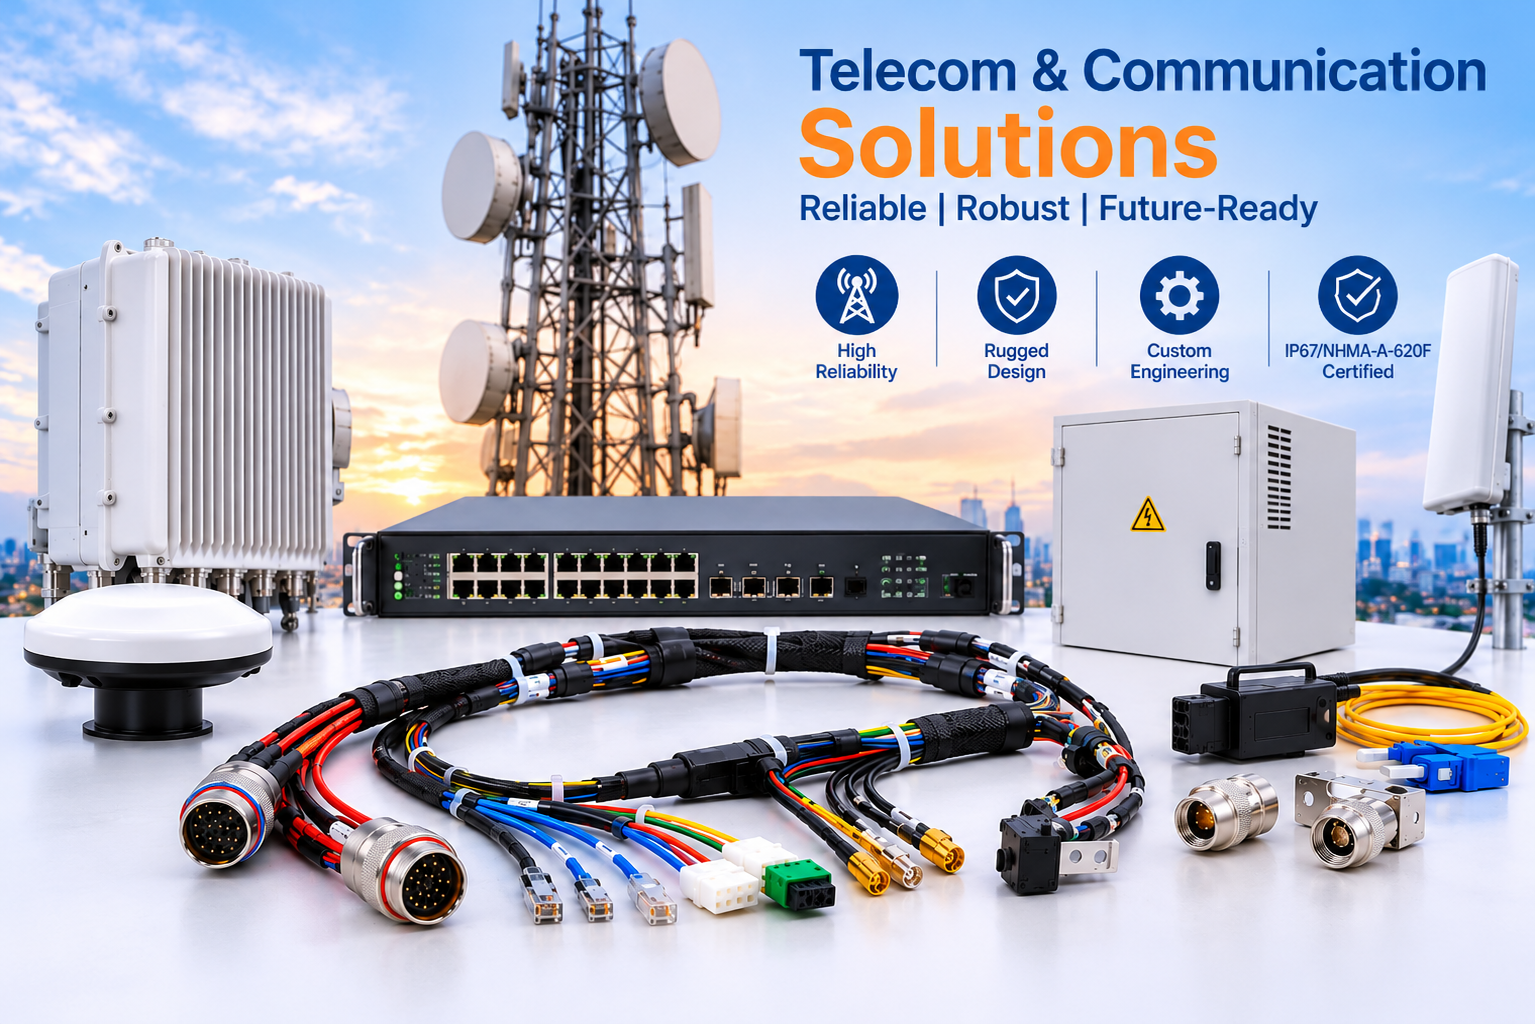 Telecom & Communication
Solutions
Reliable | Robust | Future-Ready
High
Reliability
Rugged
Design
Custom
Engineering
IP67/NHMA-A-620F
Certified